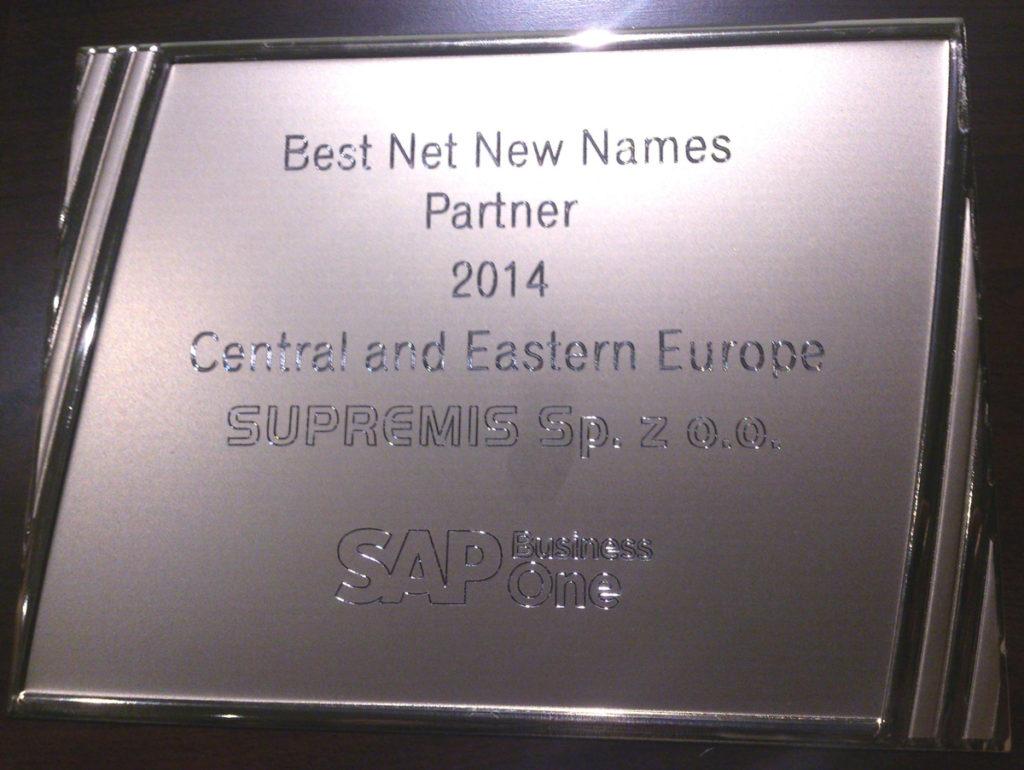 Best Net New Names
Partner
2014
Central and Eastern Europe
SUPREMIS Sp. z o.o.
SAP Business
One